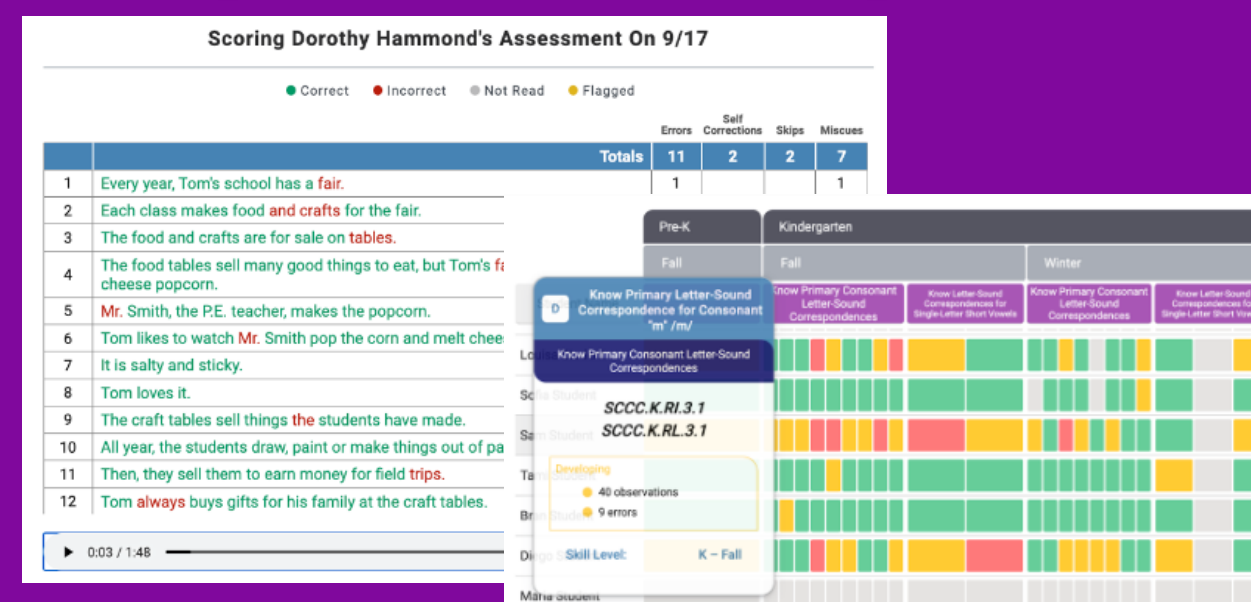 Scoring Dorothy Hammond's Assessment On 9/17
Correct Incorrect Not Read Flagged
Errors Self Corrections Skips Miscues
Totals 11 2 2 7
1 Every year, Tom's school has a fair. 1 1
2 Each class makes food and crafts for the fair.
3 The food and crafts are for sale on tables.
4 The food tables sell many good things to eat, but Tom's
cheese popcorn.
5 Mr. Smith, the P.E. teacher, makes the popcorn.
6 Tom likes to watch Mr. Smith pop the corn and melt
7 It is salty and sticky.
8 Tom loves it.
9 The craft tables sell things the students have made.
10 All year, the students draw, paint or make things out of
11 Then, they sell them to earn money for field trips.
12 Tom always buys gifts for his family at the craft tables.
0:03 / 1:48
Pre-K Kindergarten
Fall Fall Winter
Know Primary Consonant
Letter-Sound
Correspondences
Know Letter-Sound
Correspondences for
Single-Letter Short Vowels
Know Primary Consonant
Letter-Sound
Correspondences
Know Letter-Sound
Correspondences
Single-Letter Short
D
Know Primary Letter-Sound
Correspondence for Consonant
"m" /m/
Know Primary Consonant Letter-Sound
Correspondences
SCCC.K.RI.3.1
SCCC.K.RL.3.1
Developing
40 observations
9 errors
Skill Level: K – Fall
Sofia Student
Sam Student
Student
Student
Maria Student